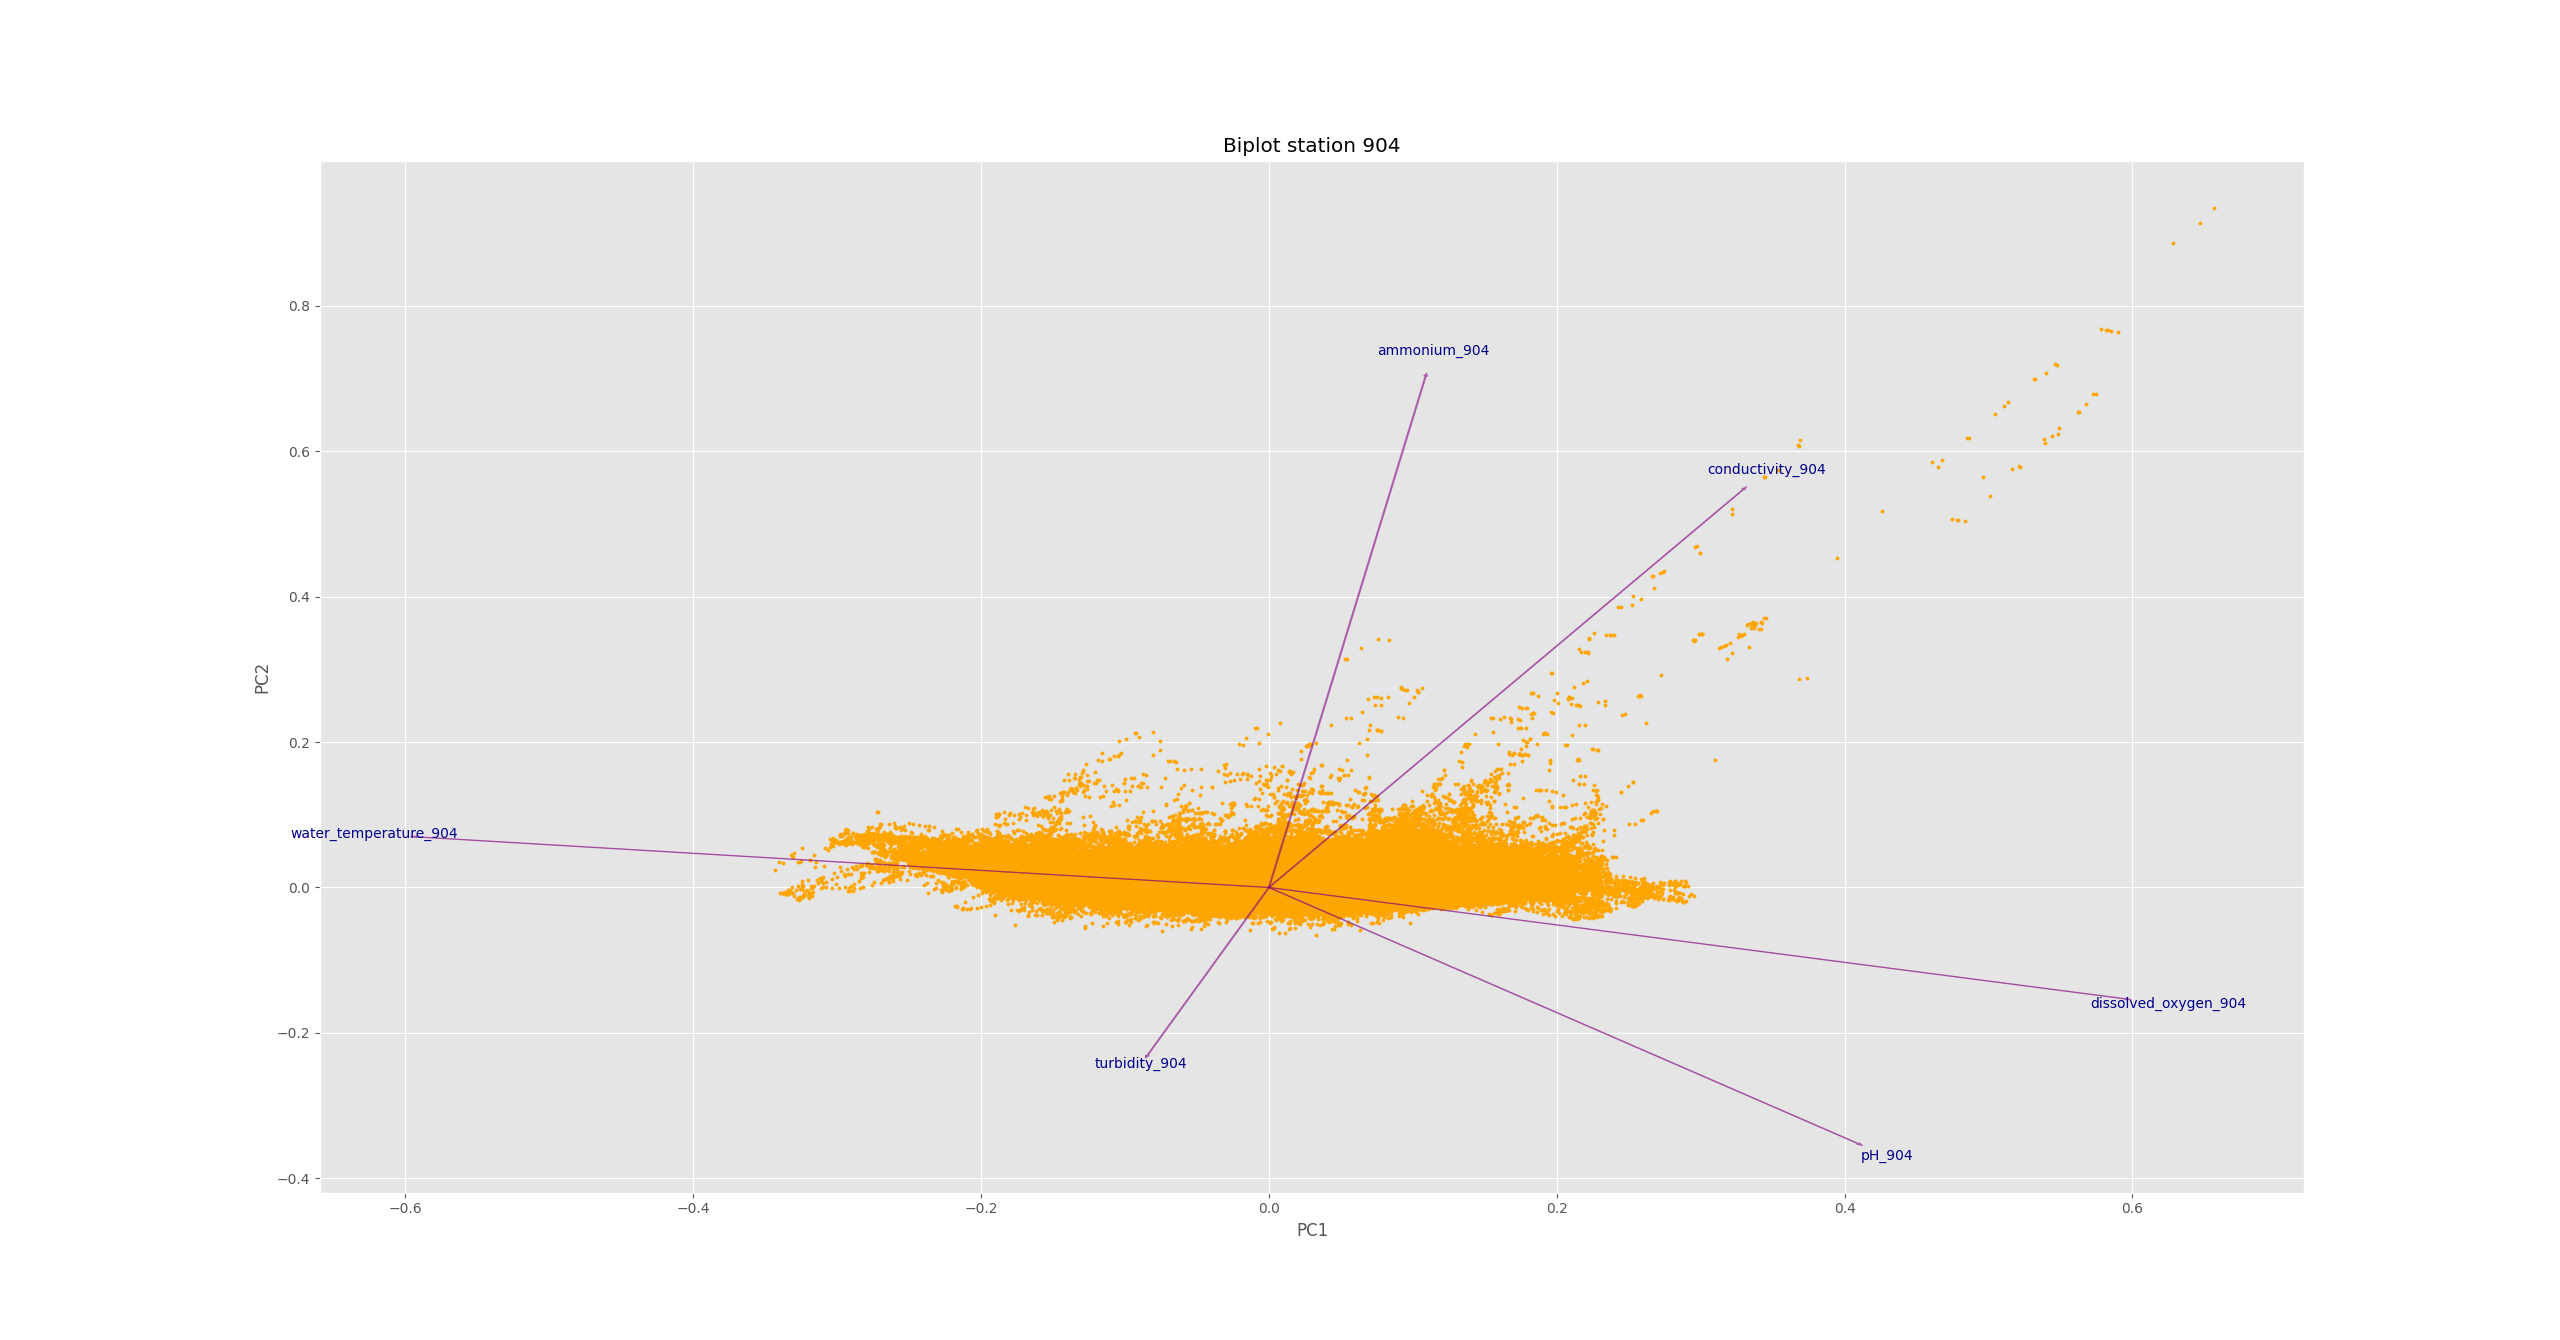 Biplot station 904
0.8
ammonium_904
0.6
conductivity_904
0.4
PC2
0.2
water_temperature_904
0.0
dissolved_oxygen_904
−0.2
turbidity_904
pH_904
−0.4
−0.6 −0.4 −0.2 0.0 0.2 0.4 0.6
PC1